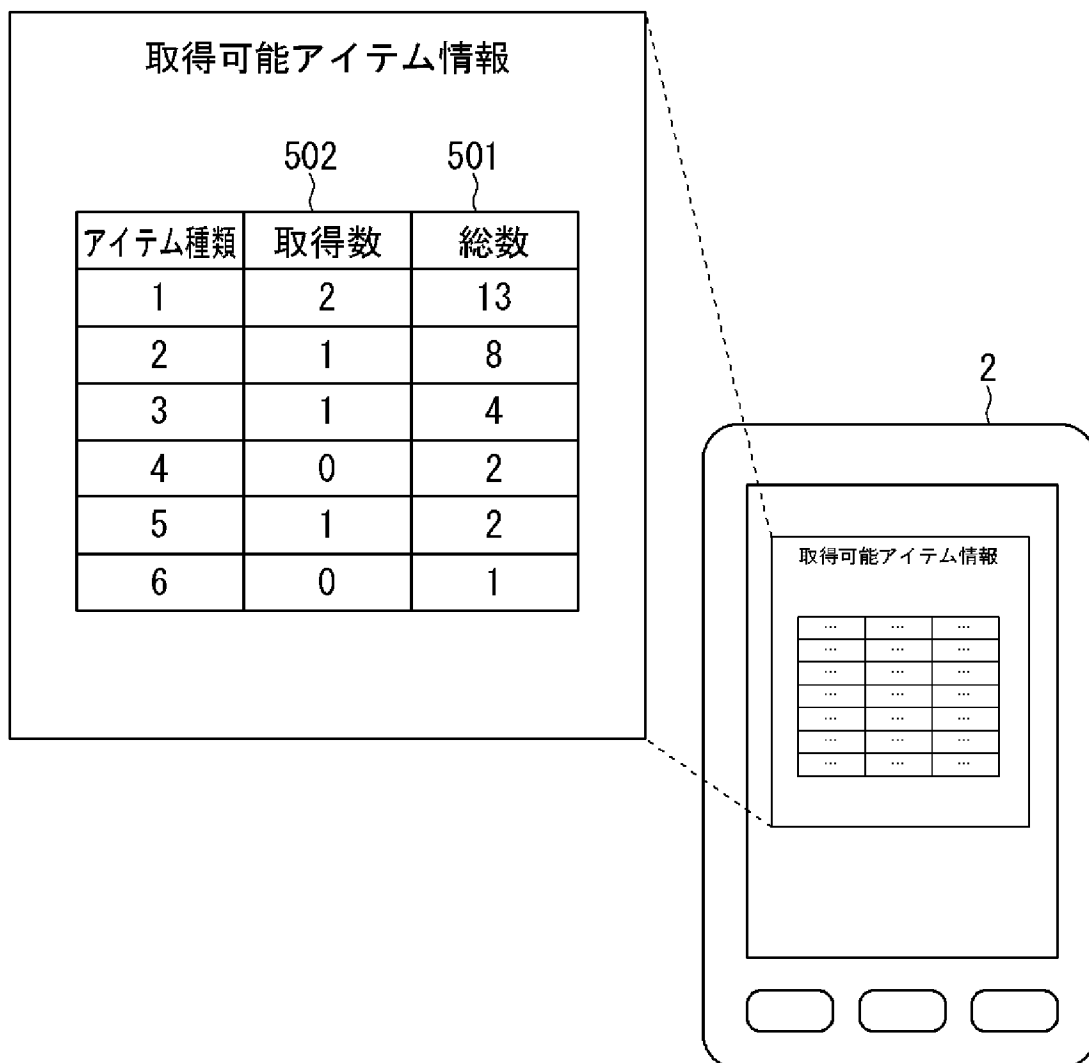 取得可能アイテム情報
502 501
アイテム種類 取得数 総数
1 2 13
2 1 8
3 1 4
4 0 2
5 1 2
6 0 1
2
取得可能アイテム情報
… … …
… … …
… … …
… … …
… … …
… … …
… … …